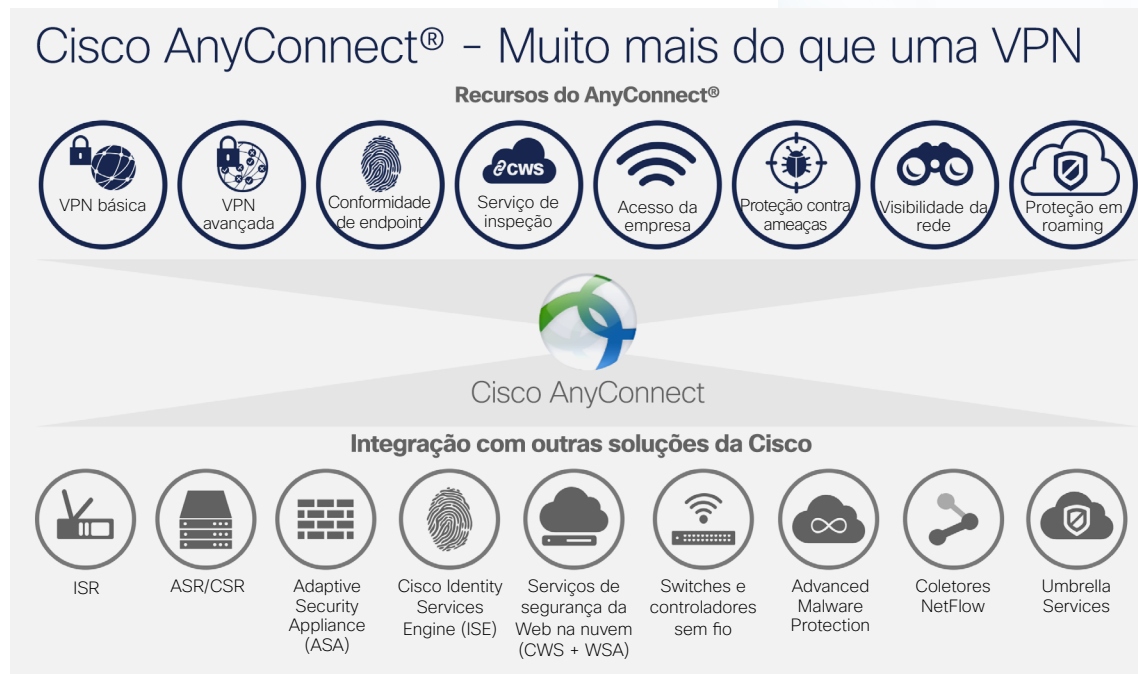 Cisco AnyConnect® - Muito mais do que uma VPN
Recursos do AnyConnect®
VPN básica
VPN
avançada
Conformidade
de endpoint
CWS
Serviço de
inspeção
Acesso da
empresa
Proteção contra
ameaças
Visibilidade da
rede
Proteção em
roaming
Cisco AnyConnect
Integração com outras soluções da Cisco
ISR
ASR/CSR
Adaptive
Security
Appliance
(ASA)
Cisco Identity
Services
Engine (ISE)
Serviços de
segurança da
Web na nuvem
(CWS + WSA)
Switches e
controladores
sem fio
Advanced
Malware
Protection
Coletores
NetFlow
Umbrella
Services